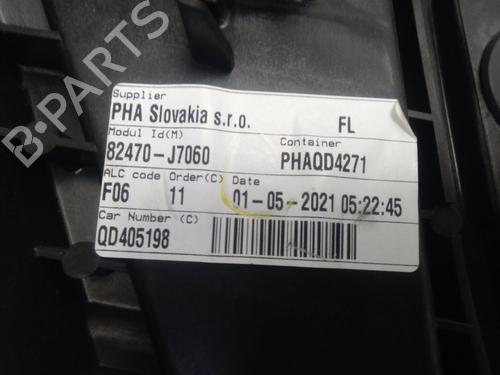 B-PARTS
Supplier
PHA Slovakia s.r.o. FL
Modul Id(M) Container
82470-J7060 PHAQD4271
ALC code Order(C) Date
F06 11 01-05-2021 05:22:45
Car Number (C)
QD405198